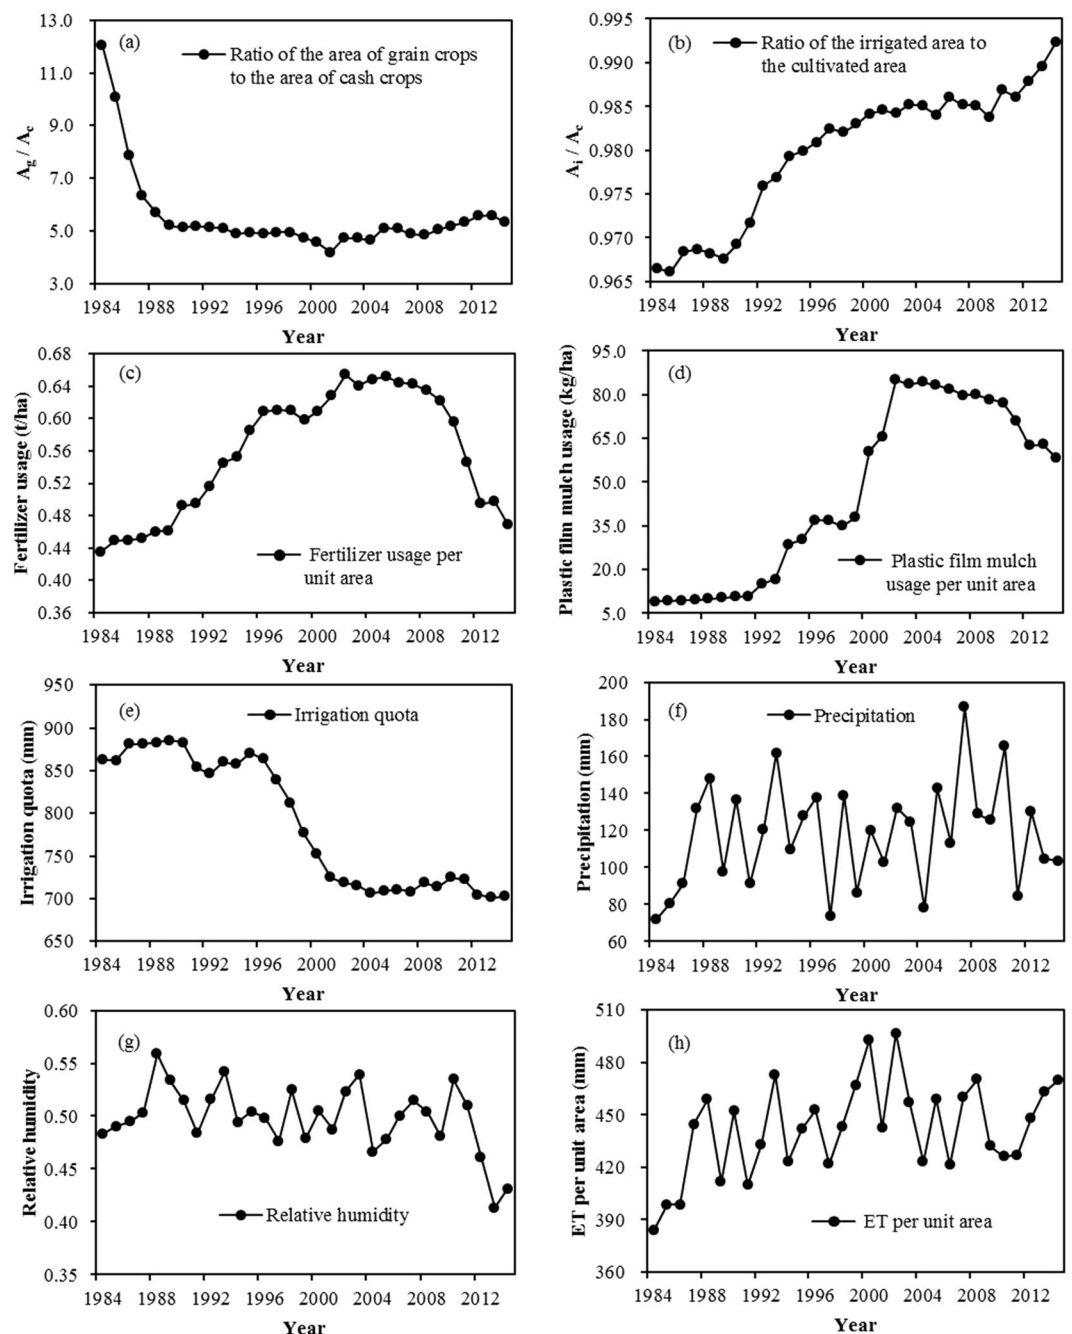 (a)
Ratio of the area of grain crops
to the area of cash crops
A_g / A_c
13.0
11.0
9.0
7.0
5.0
3.0
1984 1988 1992 1996 2000 2004 2008 2012
Year
(b)
Ratio of the irrigated area to
the cultivated area
A_i / A_c
0.995
0.990
0.985
0.980
0.975
0.970
0.965
1984 1988 1992 1996 2000 2004 2008 2012
Year
(c)
Fertilizer usage (t/ha)
0.68
0.64
0.60
0.56
0.52
0.48
0.44
0.40
0.36
Fertilizer usage per
unit area
1984 1988 1992 1996 2000 2004 2008 2012
Year
(d)
Plastic film mulch usage (kg/ha)
95.0
80.0
65.0
50.0
35.0
20.0
5.0
Plastic film mulch
usage per unit area
1984 1988 1992 1996 2000 2004 2008 2012
Year
(e)
Irrigation quota
Irrigation quota (mm)
950
900
850
800
750
700
650
1984 1988 1992 1996 2000 2004 2008 2012
Year
(f)
Precipitation
Precipitation (mm)
200
180
160
140
120
100
80
60
1984 1988 1992 1996 2000 2004 2008 2012
Year
(g)
Relative humidity
0.60
0.55
0.50
0.45
0.40
0.35
Relative humidity
1984 1988 1992 1996 2000 2004 2008 2012
Year
(h)
ET per unit area (mm)
510
480
450
420
390
360
ET per unit area
1984 1988 1992 1996 2000 2004 2008 2012
Year